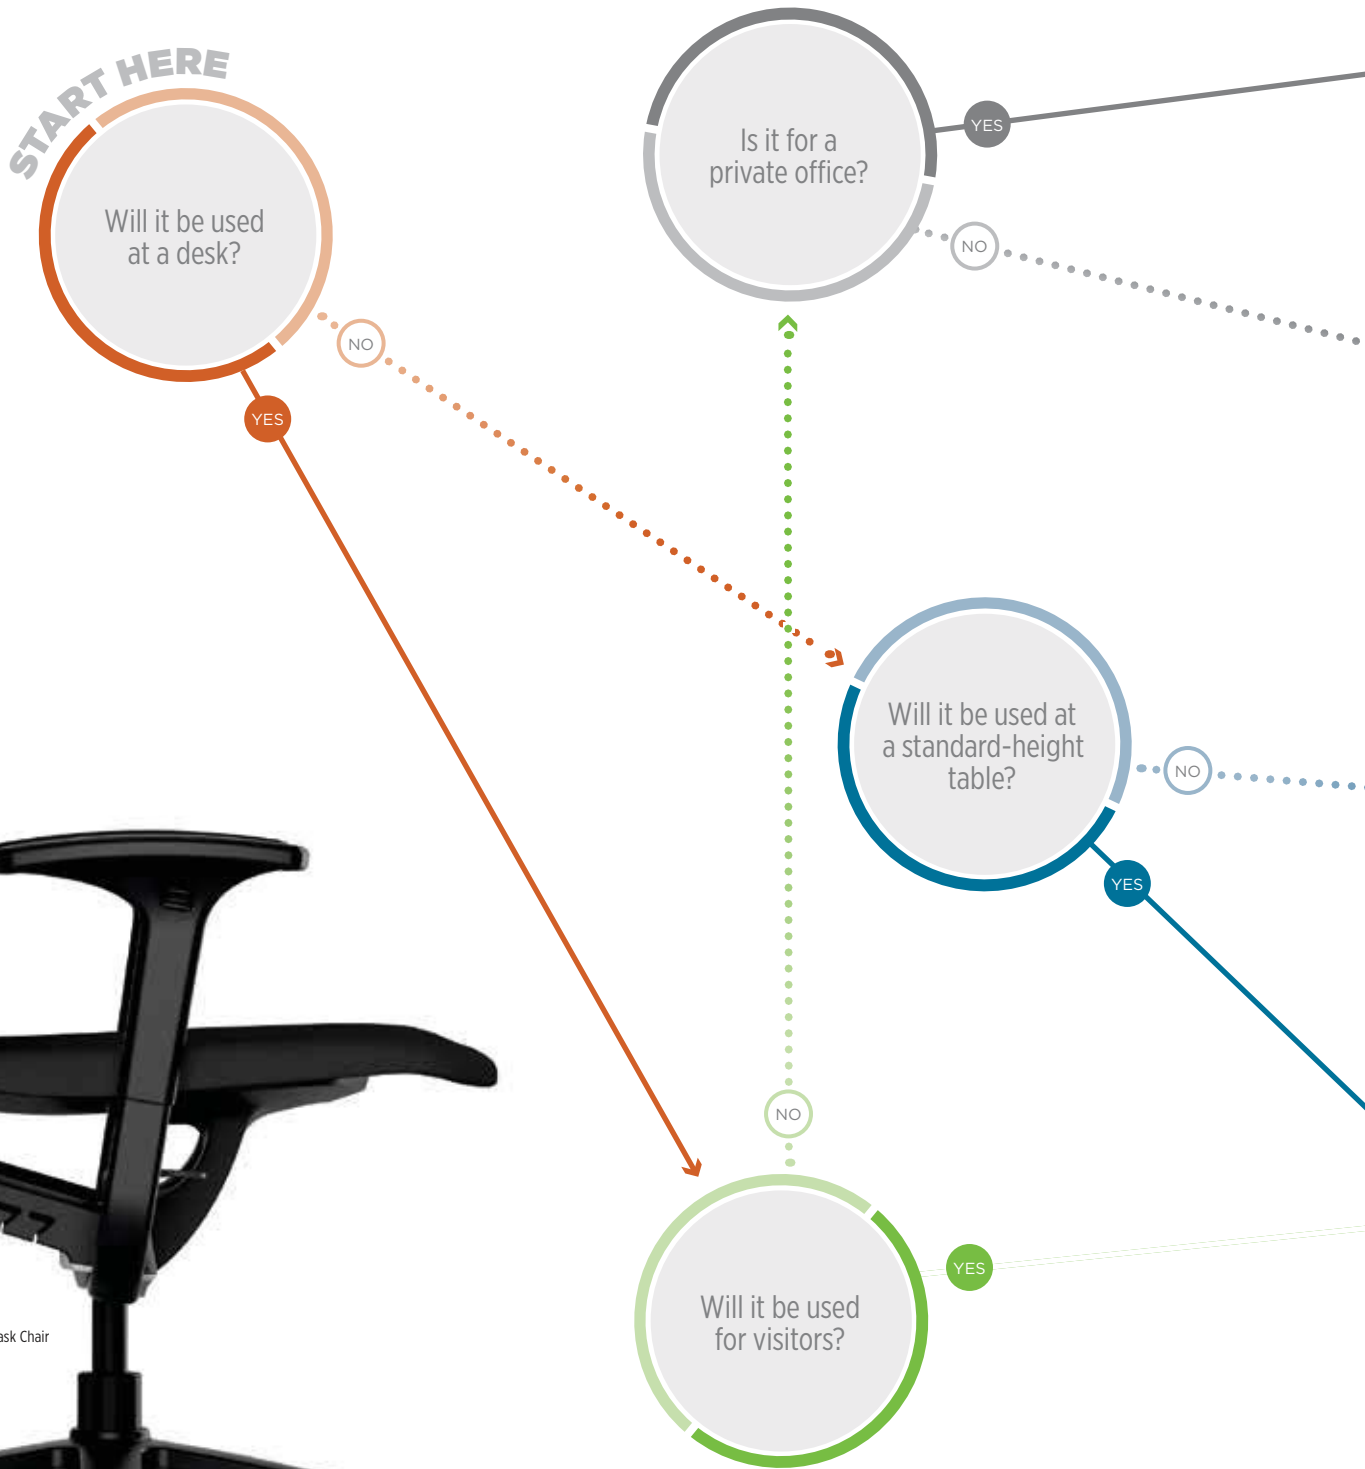 START HERE
Will it be used
at a desk?
NO
YES
Is it for a
private office?
YES
NO
Will it be used at
a standard-height
table?
NO
YES
NO
Will it be used
for visitors?
YES
Chair